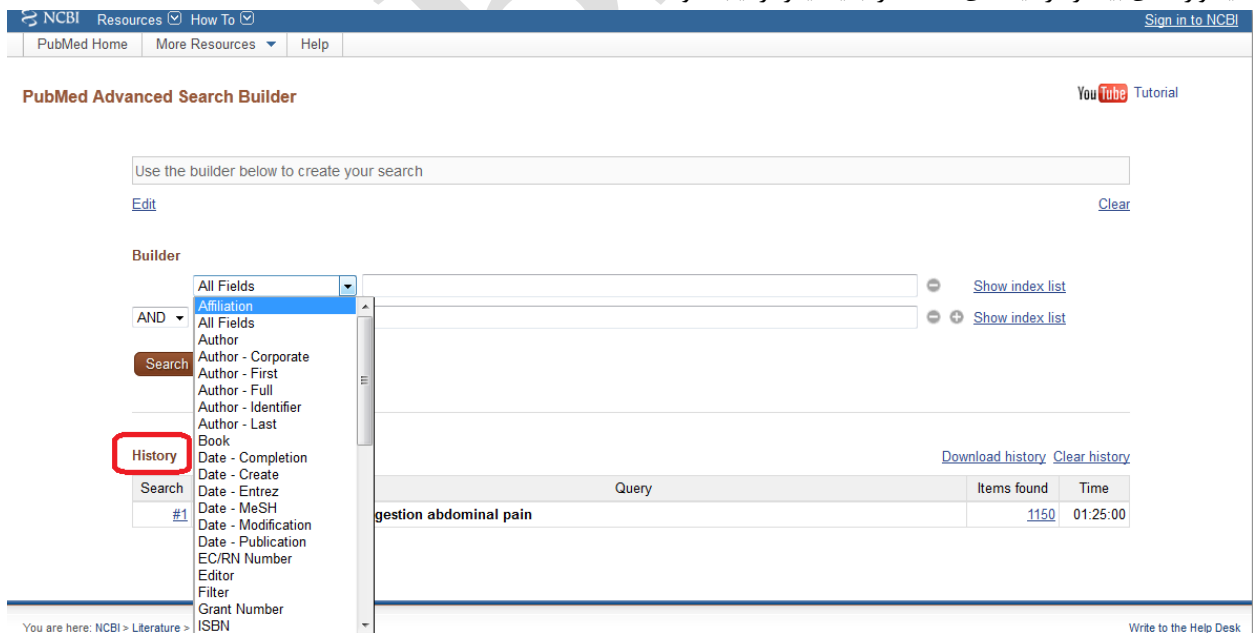 NCBI Resources How To Sign in to NCBI
PubMed Home More Resources Help
PubMed Advanced Search Builder
You Tube Tutorial
Use the builder below to create your search
Edit Clear
Builder
All Fields Show index list
AND Show index list
Affiliation
All Fields
Author
Author - Corporate
Author - First
Author - Full
Author - Identifier
Author - Last
Book
Date - Completion
Date - Create
Date - Entrez
Date - MeSH
Date - Modification
Date - Publication
EC/RN Number
Editor
Filter
Grant Number
ISBN
Search
History
Download history Clear history
Search Query Items found Time
#1 gestion abdominal pain 1150 01:25:00
You are here: NCBI > Literature > Write to the Help Desk